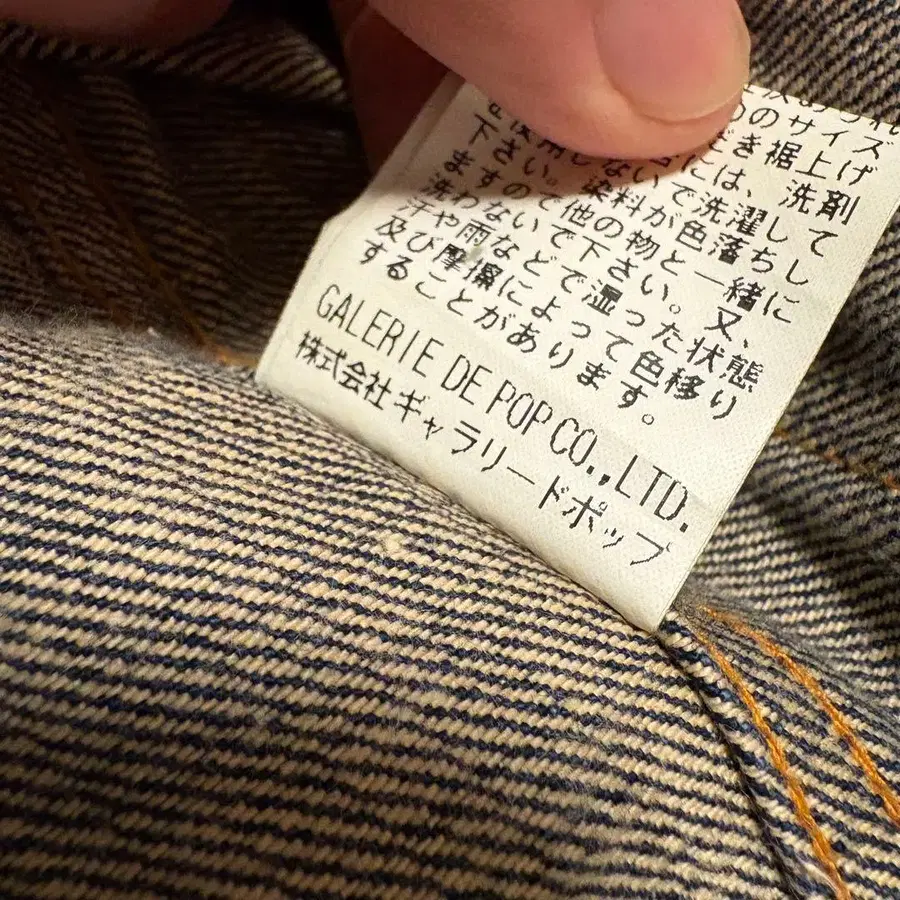 のサイズ
裾上げ
には、洗剤
ないで洗濯して
下さい。染料が色落ちし
ますので他の物と一緒に
洗わないで下さい。又、
汗や雨などで湿った状態
及び摩擦によって色移り
することがあります。
GALERIE DE POP CO.,LTD.
株式会社ギャラリードポップ